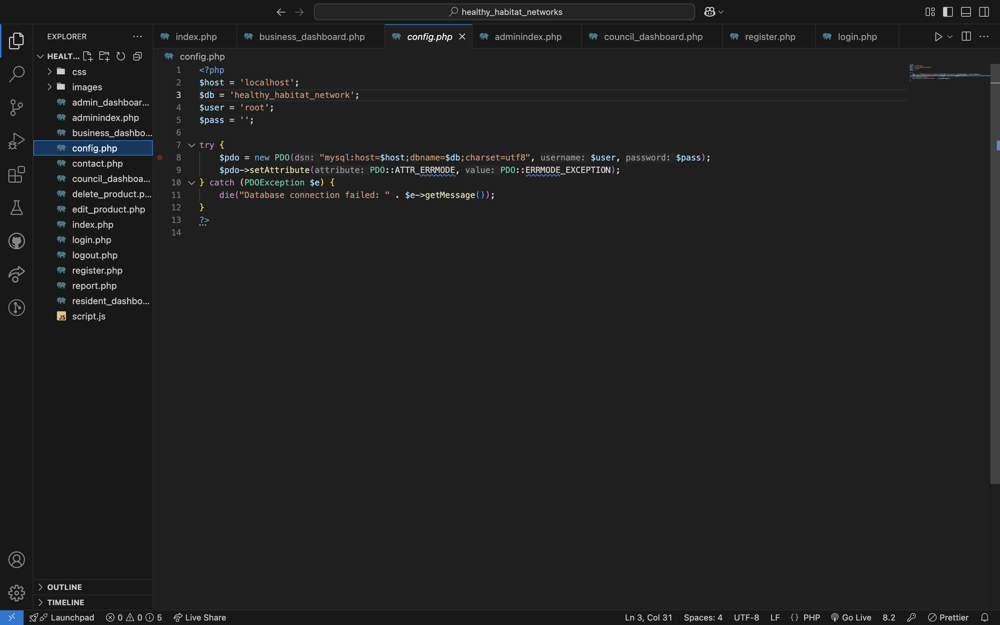 healthy_habitat_networks
EXPLORER
index.php
business_dashboard.php
config.php
adminindex.php
council_dashboard.php
register.php
login.php
HEALT...
css
images
admin_dashboar...
adminindex.php
business_dashbo...
config.php
contact.php
council_dashboa...
delete_product.p...
edit_product.php
index.php
login.php
logout.php
register.php
report.php
resident_dashbo...
JS script.js
OUTLINE
TIMELINE
config.php
1 <?php
2 $host = 'localhost';
3 $db = 'healthy_habitat_network';
4 $user = 'root';
5 $pass = '';
6
7 try {
8 $pdo = new PDO(dsn: "mysql:host=$host;dbname=$db;charset=utf8", username: $user, password: $pass);
9 $pdo->setAttribute(attribute: PDO::ATTR_ERRMODE, value: PDO::ERRMODE_EXCEPTION);
10 } catch (PDOException $e) {
11 die("Database connection failed: " . $e->getMessage());
12 }
13 ?>
14
Launchpad 0 0 5 Live Share Ln 3, Col 31 Spaces: 4 UTF-8 LF {} PHP Go Live 8.2 Prettier